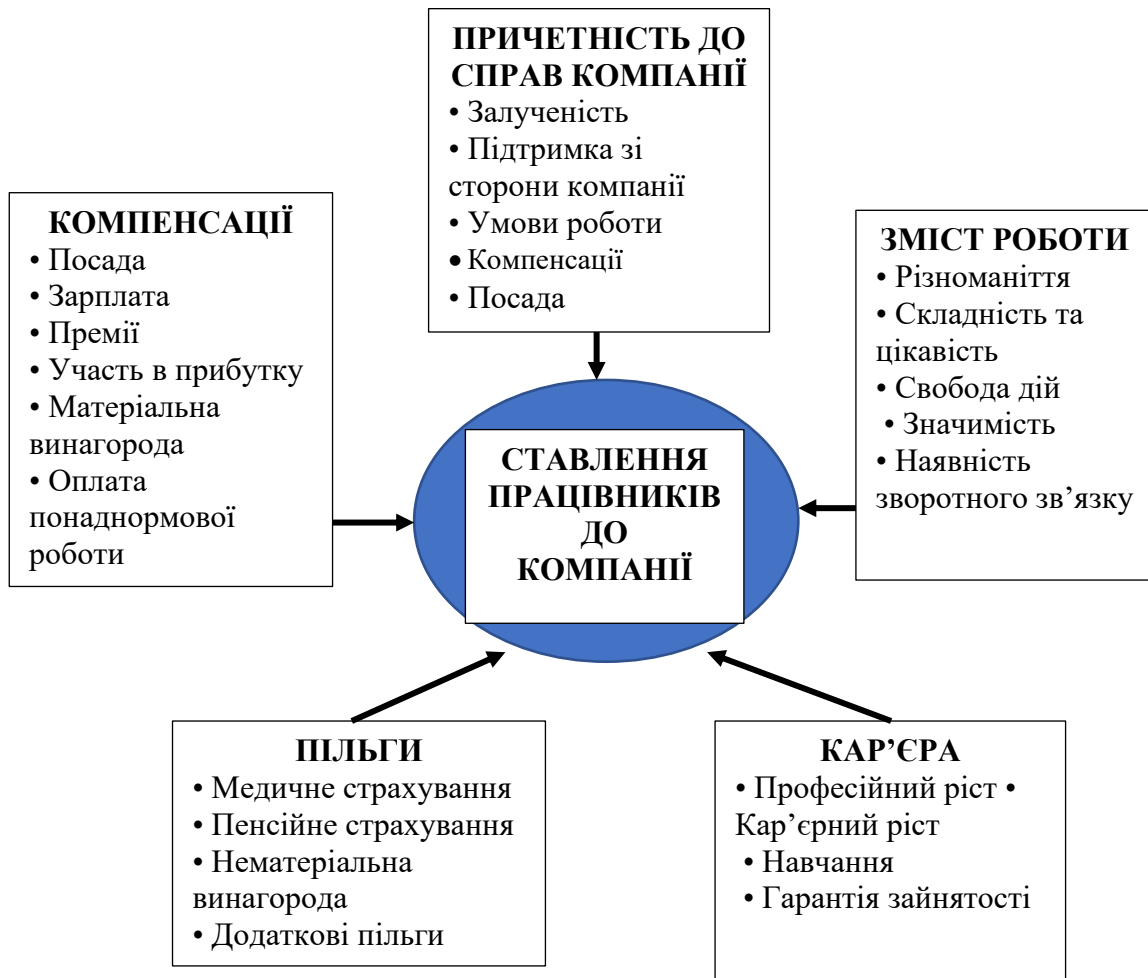 ПРИЧЕТНІСТЬ ДО
СПРАВ КОМПАНІЇ
• Залученість
• Підтримка зі
сторони компанії
• Умови роботи
• Компенсації
• Посада
КОМПЕНСАЦІЇ
• Посада
• Зарплата
• Премії
• Участь в прибутку
• Матеріальна
винагорода
• Оплата
понаднормової
роботи
ЗМІСТ РОБОТИ
• Різноманіття
• Складність та
цікавість
• Свобода дій
• Значимість
• Наявність
зворотного зв’язку
СТАВЛЕННЯ
ПРАЦІВНИКІВ
ДО
КОМПАНІЇ
ПІЛЬГИ
• Медичне страхування
• Пенсійне страхування
• Нематеріальна
винагорода
• Додаткові пільги
КАР’ЄРА
• Професійний ріст •
Кар’єрний ріст
• Навчання
• Гарантія зайнятості